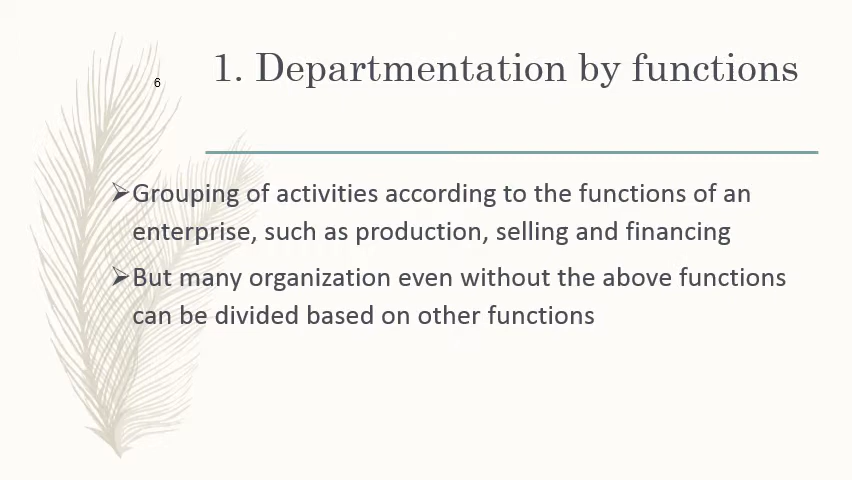 6
1. Departmentation by functions
➢Grouping of activities according to the functions of an
enterprise, such as production, selling and financing
➢But many organization even without the above functions
can be divided based on other functions